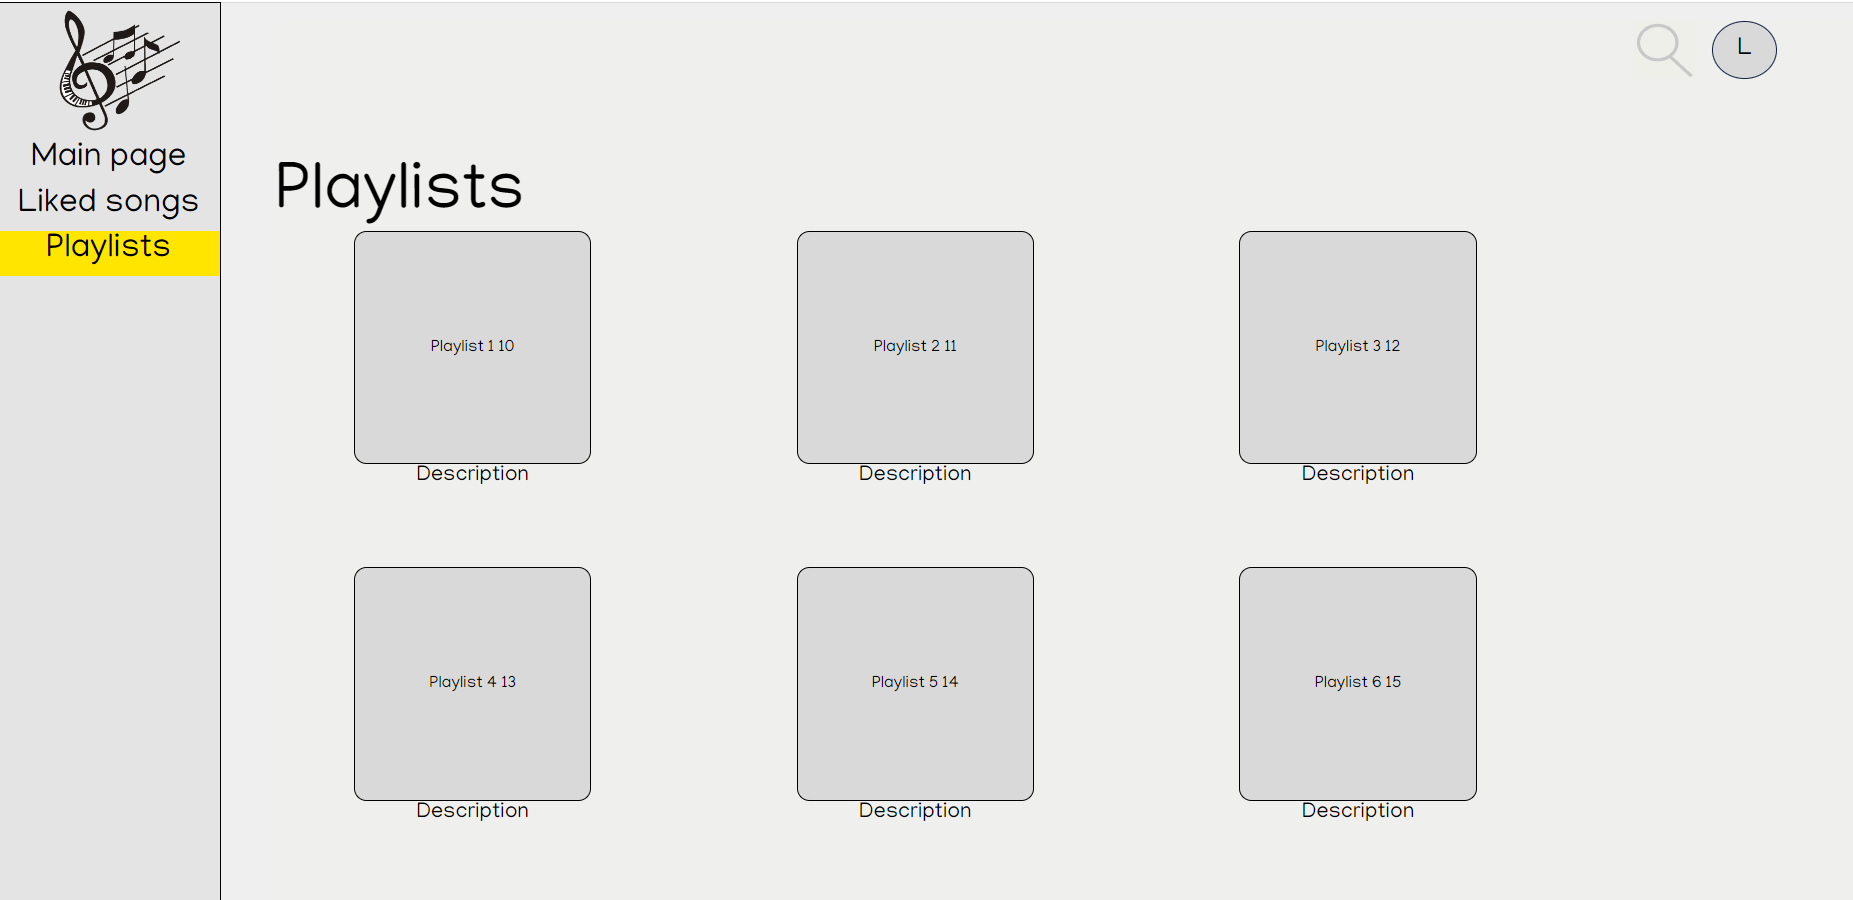 Main page
Liked songs
Playlists
L
Playlists
Playlist 1 10
Playlist 2 11
Playlist 3 12
Description
Description
Description
Playlist 4 13
Playlist 5 14
Playlist 6 15
Description
Description
Description